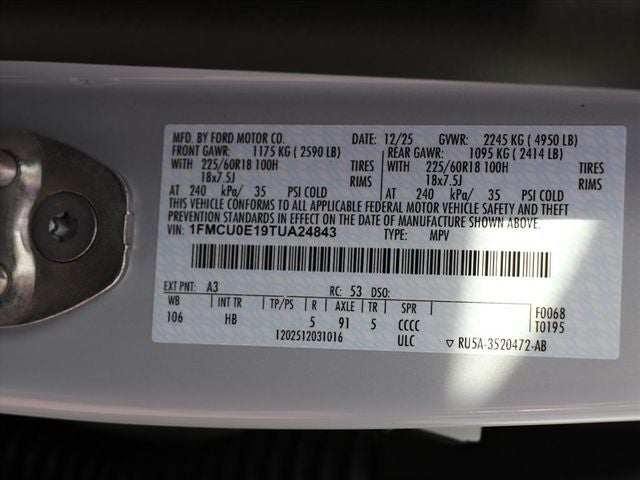 MFD. BY FORD MOTOR CO. DATE: 12/25 GVWR: 2245 KG ( 4950 LB)
FRONT GAWR: 1175 KG ( 2590 LB) REAR GAWR: 1095 KG ( 2414 LB)
WITH 225/60R18 100H TIRES WITH 225/60R18 100H TIRES
18x7.5J RIMS 18x7.5J RIMS
AT 240 kPa/ 35 PSI COLD AT 240 kPa/ 35 PSI COLD
THIS VEHICLE CONFORMS TO ALL APPLICABLE FEDERAL MOTOR VEHICLE SAFETY AND THEFT
PREVENTION STANDARDS IN EFFECT ON THE DATE OF MANUFACTURE SHOWN ABOVE.
VIN: 1FMCU0E19TUA24843 TYPE: MPV
EXT PNT: A3 RC: 53 DSO:
WB INT TR TP/PS R AXLE TR SPR F0068
106 HB 5 91 5 CCCC T0195
1202512031016 ULC ▽ RU5A-3520472-AB